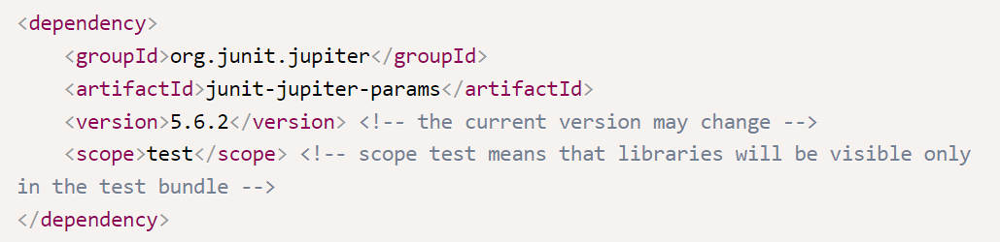 <dependency>
    <groupId>org.junit.jupiter</groupId>
    <artifactId>junit-jupiter-params</artifactId>
    <version>5.6.2</version> <!-- the current version may change -->
    <scope>test</scope> <!-- scope test means that libraries will be visible only
in the test bundle -->
</dependency>